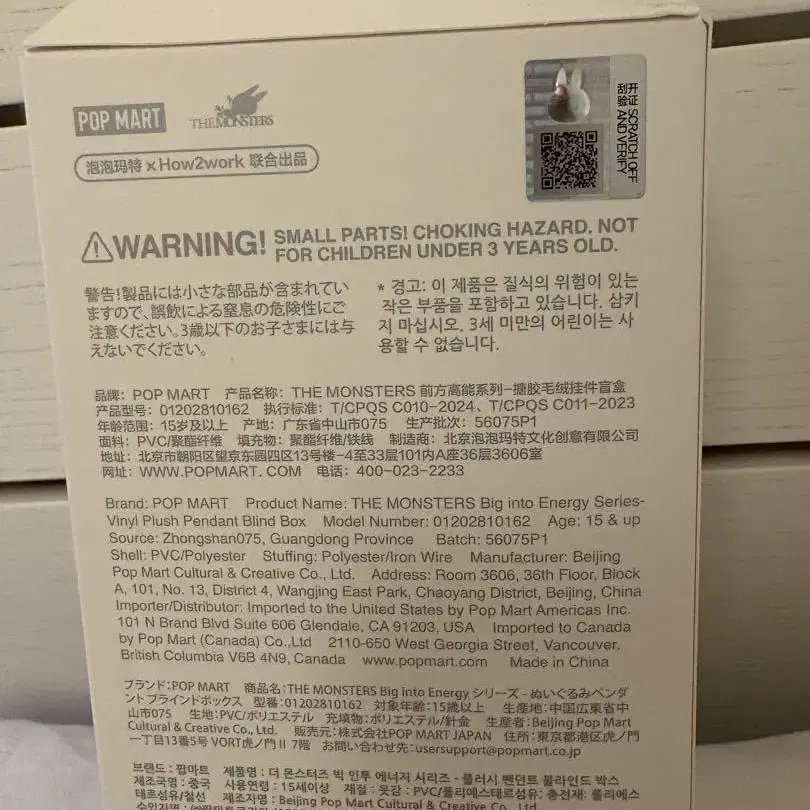 POP MART
THE MONSTERS
泡泡玛特 × How2work 联合出品
刮开验证 SCRATCH OFF AND VERIFY
WARNING! SMALL PARTS! CHOKING HAZARD. NOT
FOR CHILDREN UNDER 3 YEARS OLD.
警告!製品には小さな部品が含まれてい
ますので、誤飲による窒息の危険性にご
注意ください。3歳以下のお子さまには与
えないでください。
* 경고: 이 제품은 질식의 위험이 있는
작은 부품을 포함하고 있습니다. 삼키
지 마십시오. 3세 미만의 어린이는 사
용할 수 없습니다.
品牌: POP MART 产品名称: THE MONSTERS 前方高能系列-搪胶毛绒挂件盲盒
产品型号: 01202810162 执行标准: T/CPQS C010-2024、T/CPQS C011-2023
年龄范围: 15岁及以上 产地: 广东省中山市075 生产批次: 56075P1
面料: PVC/聚酯纤维 填充物: 聚酯纤维/铁线 制造商: 北京泡泡玛特文化创意有限公司
地址: 北京市朝阳区望京东园四区13号楼-4至33层101内A座36层3606室
网址: WWW.POPMART.COM 电话: 400-023-2233
Brand: POP MART Product Name: THE MONSTERS Big into Energy Series-
Vinyl Plush Pendant Blind Box Model Number: 01202810162 Age: 15 & up
Source: Zhongshan075, Guangdong Province Batch: 56075P1
Shell: PVC/Polyester Stuffing: Polyester/Iron Wire Manufacturer: Beijing
Pop Mart Cultural & Creative Co., Ltd. Address: Room 3606, 36th Floor, Block
A, 101, No. 13, District 4, Wangjing East Park, Chaoyang District, Beijing, China
Importer/Distributor: Imported to the United States by Pop Mart Americas Inc.
101 N Brand Blvd Suite 606 Glendale, CA 91203, USA Imported to Canada
by Pop Mart (Canada) Co.,Ltd 2110-650 West Georgia Street, Vancouver,
British Columbia V6B 4N9, Canada www.popmart.com Made in China
ブランド: POP MART 商品名: THE MONSTERS Big into Energy シリーズ - ぬいぐるみペンダ
ント ブラインドボックス 型番: 01202810162 対象年齢: 15歳以上 生産地: 中国広東省中
山市075 生地: PVC/ポリエステル 充填物: ポリエステル/針金 生産者: Beijing Pop Mart
Cultural & Creative Co., Ltd. 販売元: 株式会社POP MART JAPAN 住所: 東京都港区虎ノ門
一丁目13番5号 VORT虎ノ門Ⅱ 7階 お問い合わせ先: usersupport@popmart.co.jp
브랜드 : 팝마트 제품명 : 더 몬스터즈 빅 인투 에너지 시리즈 - 플러시 펜던트 블라인드 박스
제조국명 : 중국 사용연령 : 15세이상 재질 : 옷감 : PVC/폴리에스테르섬유: 충전재: 폴리에스
테르섬유/철선 제조자명 : Beijing Pop Mart Cultural & Creative Co., Ltd.